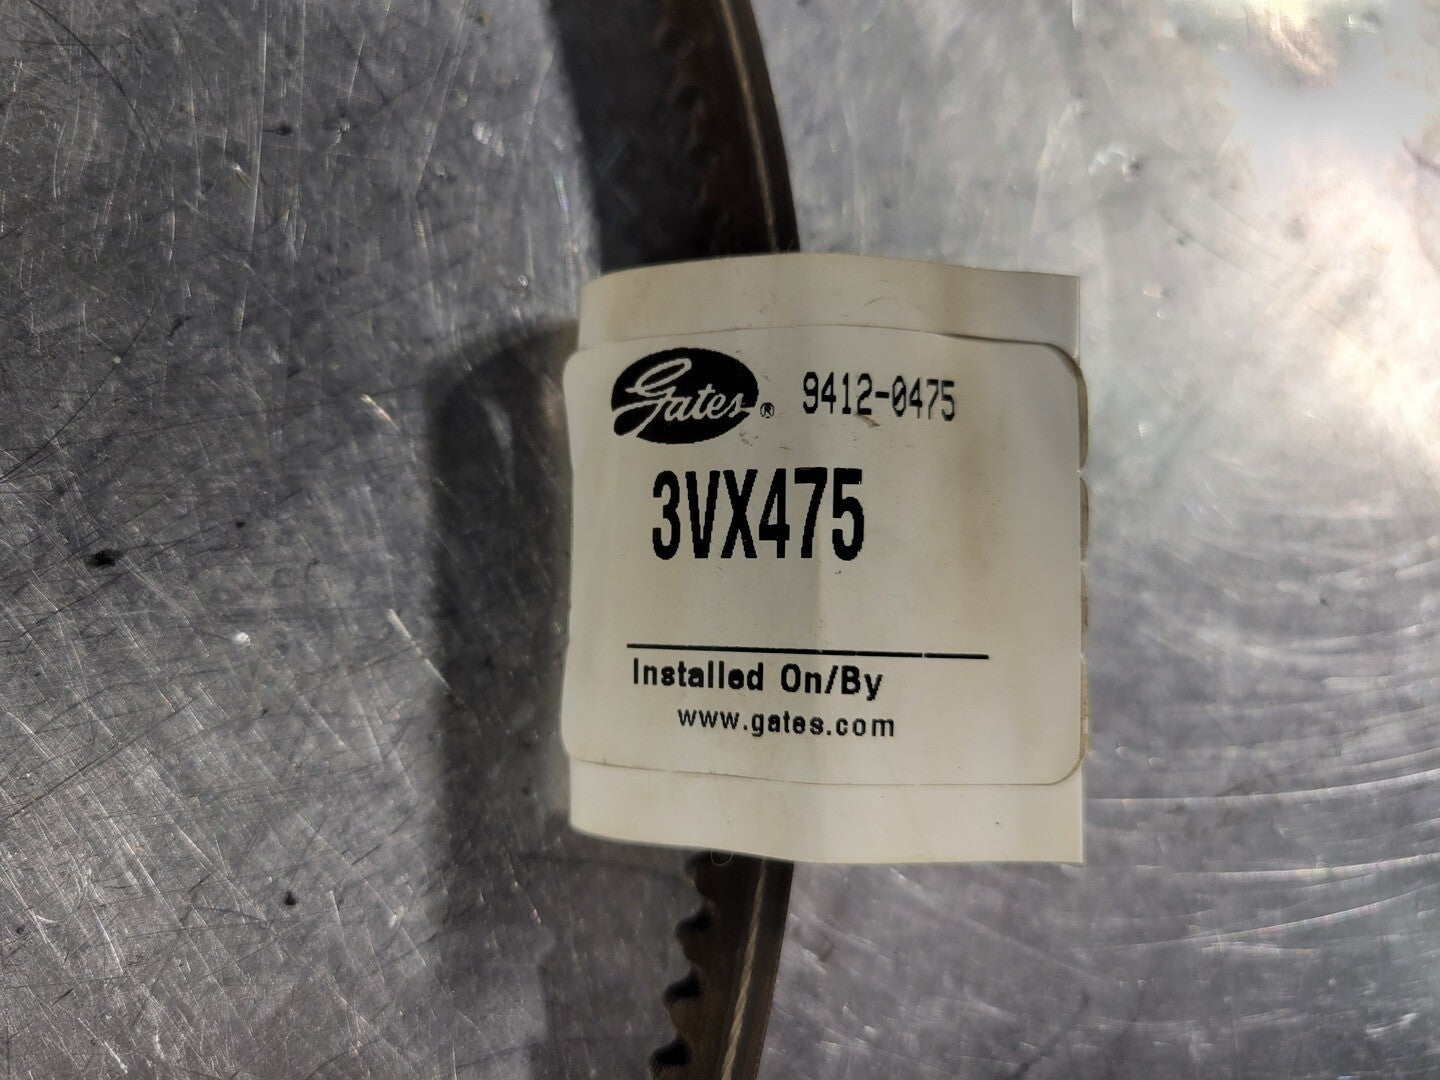 Gates® 9412-0475
3VX475
Installed On/By
www.gates.com